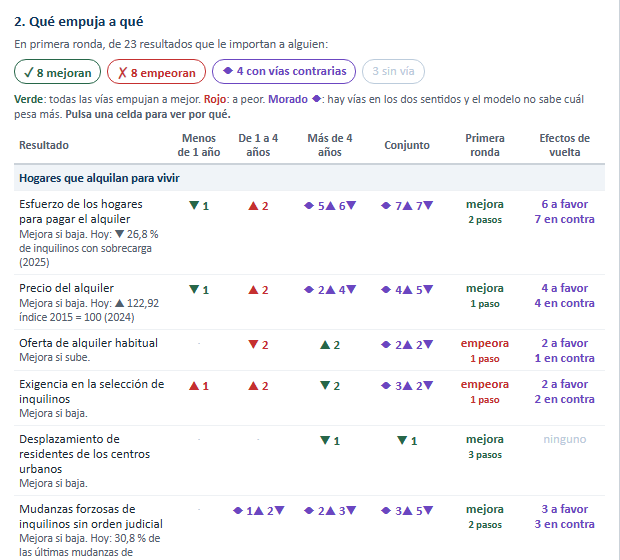 2. Qué empuja a qué
En primera ronda, de 23 resultados que le importan a alguien:
✓ 8 mejoran ✗ 8 empeoran ◆ 4 con vías contrarias 3 sin vía
Verde: todas las vías empujan a mejor. Rojo: a peor. Morado ◆: hay vías en los dos sentidos y el modelo no sabe cuál
pesa más. Pulsa una celda para ver por qué.
Resultado Menos de 1 año De 1 a 4 años Más de 4 años Conjunto Primera ronda Efectos de vuelta
Hogares que alquilan para vivir
Esfuerzo de los hogares ▼ 1 ▲ 2 ◆ 5▲ 6▼ ◆ 7▲ 7▼ mejora 6 a favor
para pagar el alquiler 2 pasos 7 en contra
Mejora si baja. Hoy: ▼ 26,8 %
de inquilinos con sobrecarga
(2025)
Precio del alquiler ▼ 1 ▲ 2 ◆ 2▲ 4▼ ◆ 4▲ 5▼ mejora 4 a favor
Mejora si baja. Hoy: ▲ 122,92 1 paso 4 en contra
índice 2015 = 100 (2024)
Oferta de alquiler habitual · ▼ 2 ▲ 2 ◆ 2▲ 2▼ empeora 2 a favor
Mejora si sube. 1 paso 1 en contra
Exigencia en la selección de ▲ 1 ▲ 2 ▼ 2 ◆ 3▲ 2▼ empeora 2 a favor
inquilinos 1 paso 2 en contra
Mejora si baja.
Desplazamiento de · · ▼ 1 ▼ 1 mejora ninguno
residentes de los centros 3 pasos
urbanos
Mejora si baja.
Mudanzas forzosas de · ◆ 1▲ 2▼ ◆ 2▲ 3▼ ◆ 3▲ 5▼ mejora 3 a favor
inquilinos sin orden judicial 2 pasos 3 en contra
Mejora si baja. Hoy: 30,8 % de
las últimas mudanzas de